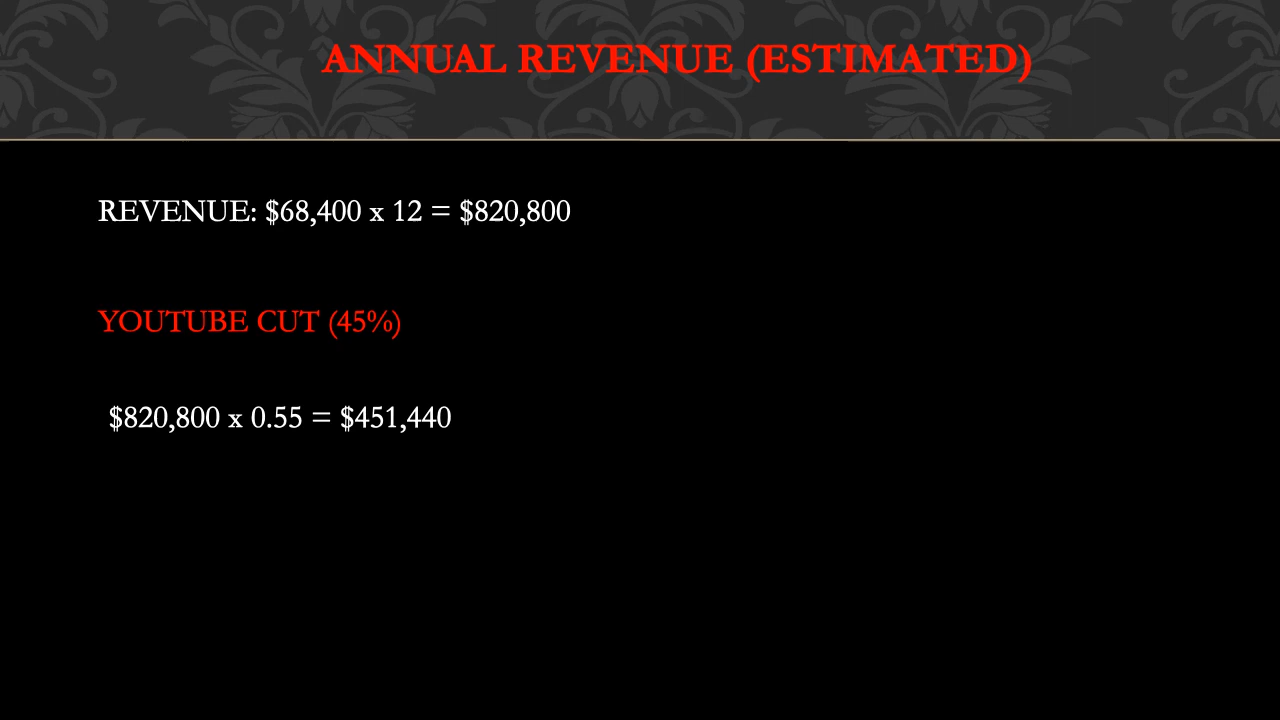 ANNUAL REVENUE (ESTIMATED)
REVENUE: $68,400 x 12 = $820,800
YOUTUBE CUT (45%)
$820,800 x 0.55 = $451,440